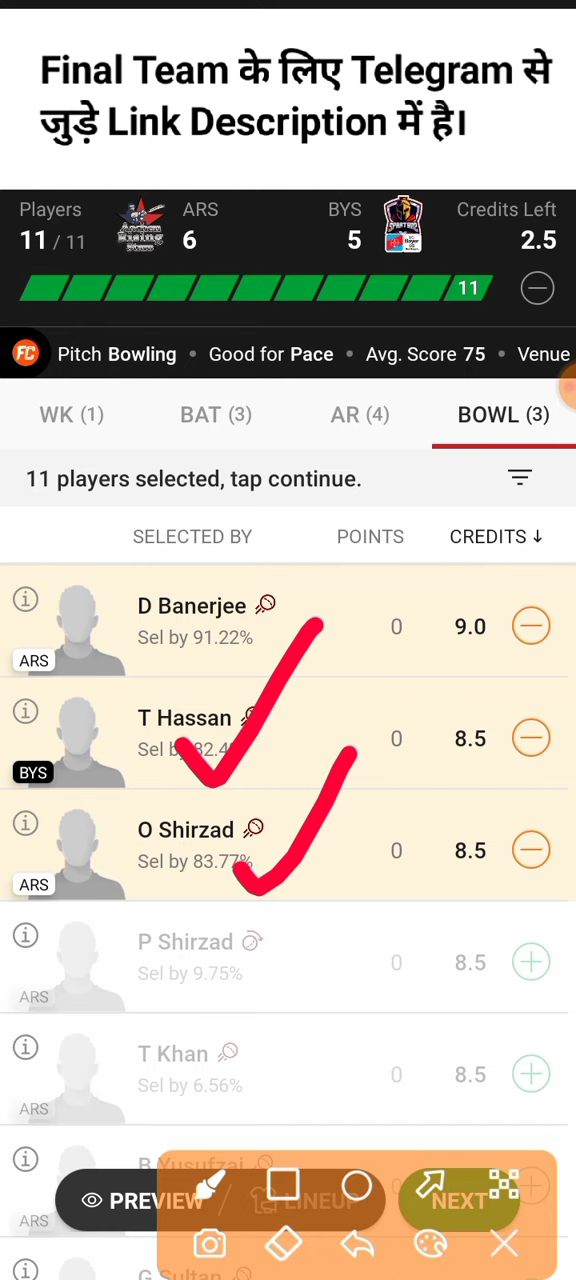 Final Team के लिए Telegram से
जुड़े Link Description में है।
Players ARS BYS Credits Left
11 / 11 6 5 2.5
11
FC Pitch Bowling • Good for Pace • Avg. Score 75 • Venue
WK (1) BAT (3) AR (4) BOWL (3)
11 players selected, tap continue.
SELECTED BY POINTS CREDITS ↓
D Banerjee
Sel by 91.22% 0 9.0
ARS
T Hassan
Sel by 0 8.5
BYS
O Shirzad
Sel by 83.77% 0 8.5
ARS
P Shirzad
Sel by 9.75% 0 8.5
ARS
T Khan
Sel by 6.56% 0 8.5
ARS
B Yusufzai
PREVIEW / LINEUP NEXT
ARS
G Sultan